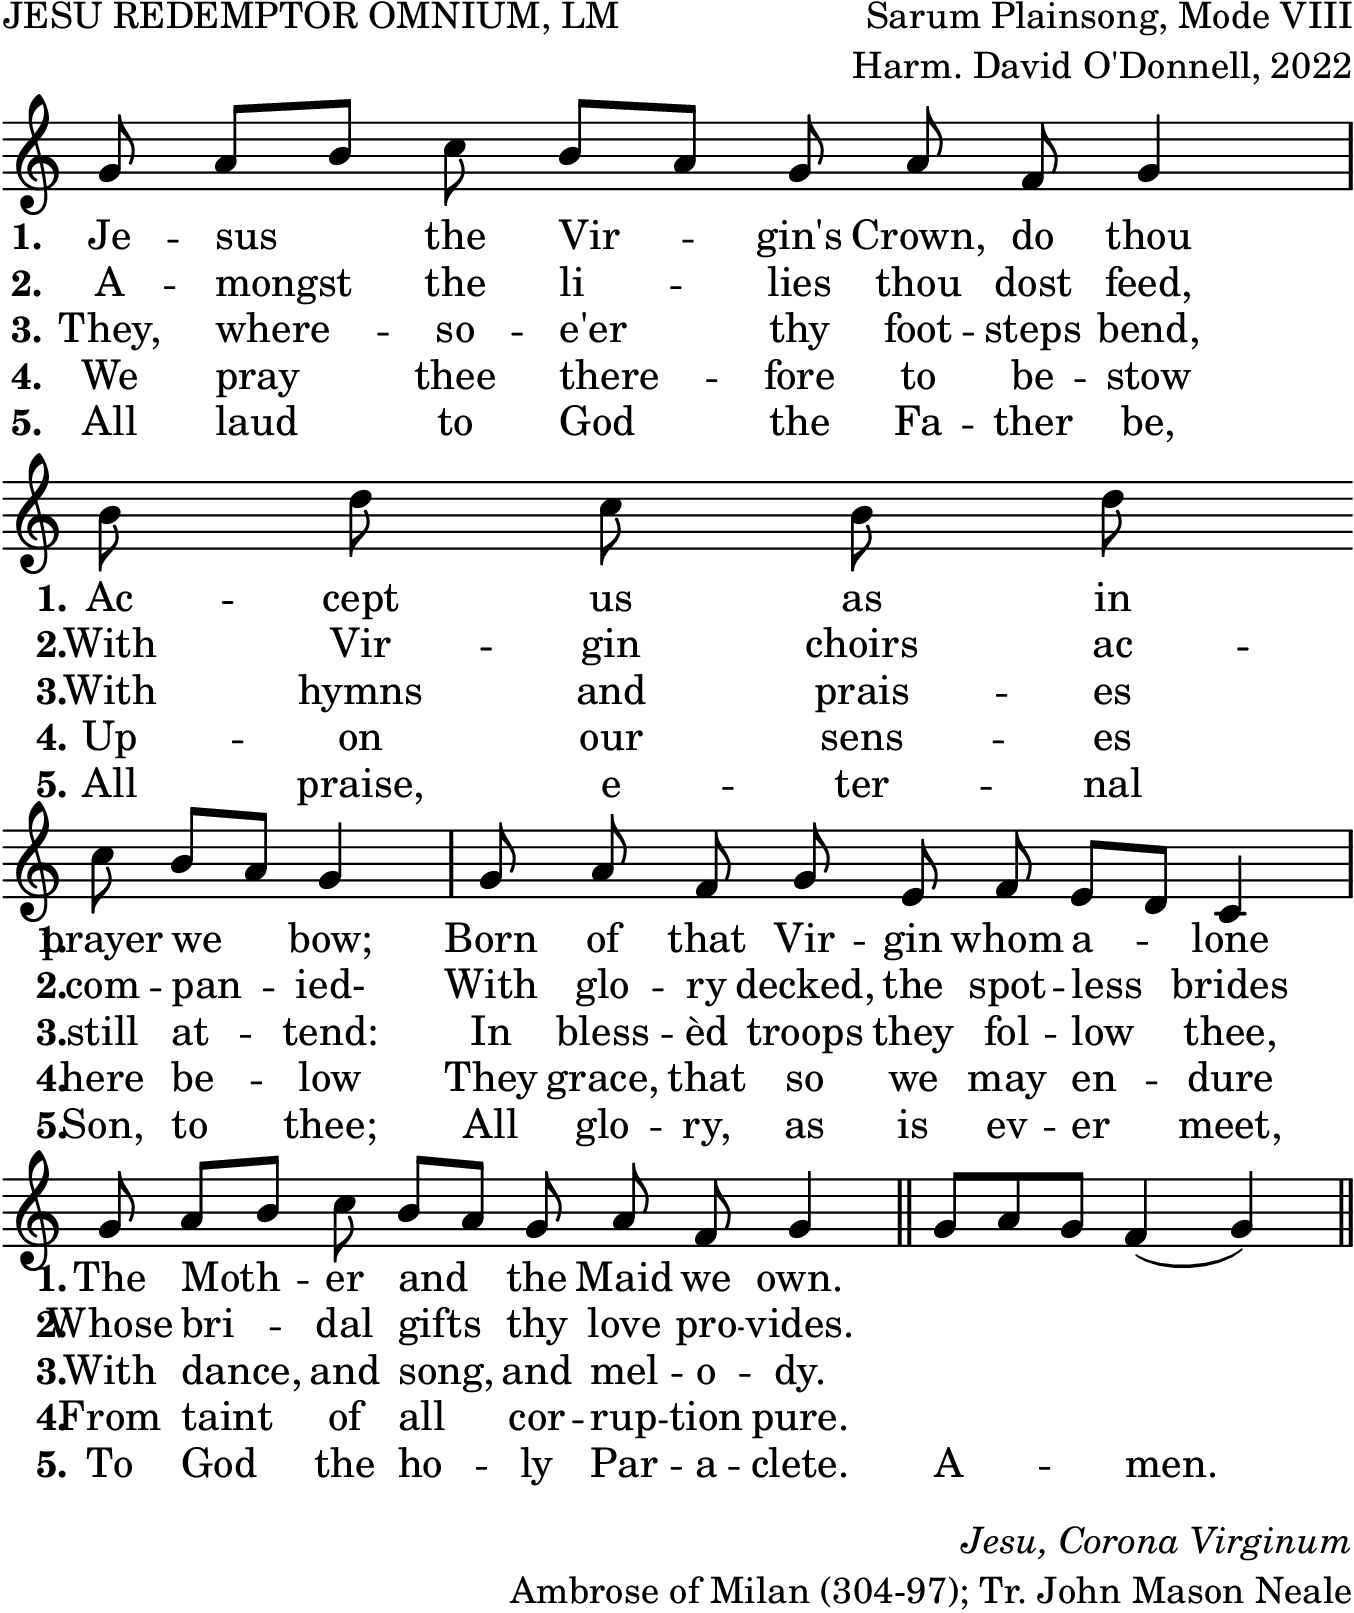 JESU REDEMPTOR OMNIUM, LM Sarum Plainsong, Mode VIII
Harm. David O'Donnell, 2022
1. Je - sus the Vir - gin's Crown, do thou
2. A - mongst the li - lies thou dost feed,
3. They, where - so - e'er thy foot - steps bend,
4. We pray thee there - fore to be - stow
5. All laud to God the Fa - ther be,
1. Ac - cept us as in
2. With Vir - gin choirs ac -
3. With hymns and prais - es
4. Up - on our sens - es
5. All praise, e - ter - nal
1. prayer we bow; Born of that Vir - gin whom a - lone
2. com - pan - ied- With glo - ry decked, the spot - less brides
3. still at - tend: In bless - èd troops they fol - low thee,
4. here be - low They grace, that so we may en - dure
5. Son, to thee; All glo - ry, as is ev - er meet,
1. The Moth - er and the Maid we own.
2. Whose bri - dal gifts thy love pro - vides.
3. With dance, and song, and mel - o - dy.
4. From taint of all cor - rup - tion pure.
5. To God the ho - ly Par - a - clete. A - men.
Jesu, Corona Virginum
Ambrose of Milan (304-97); Tr. John Mason Neale